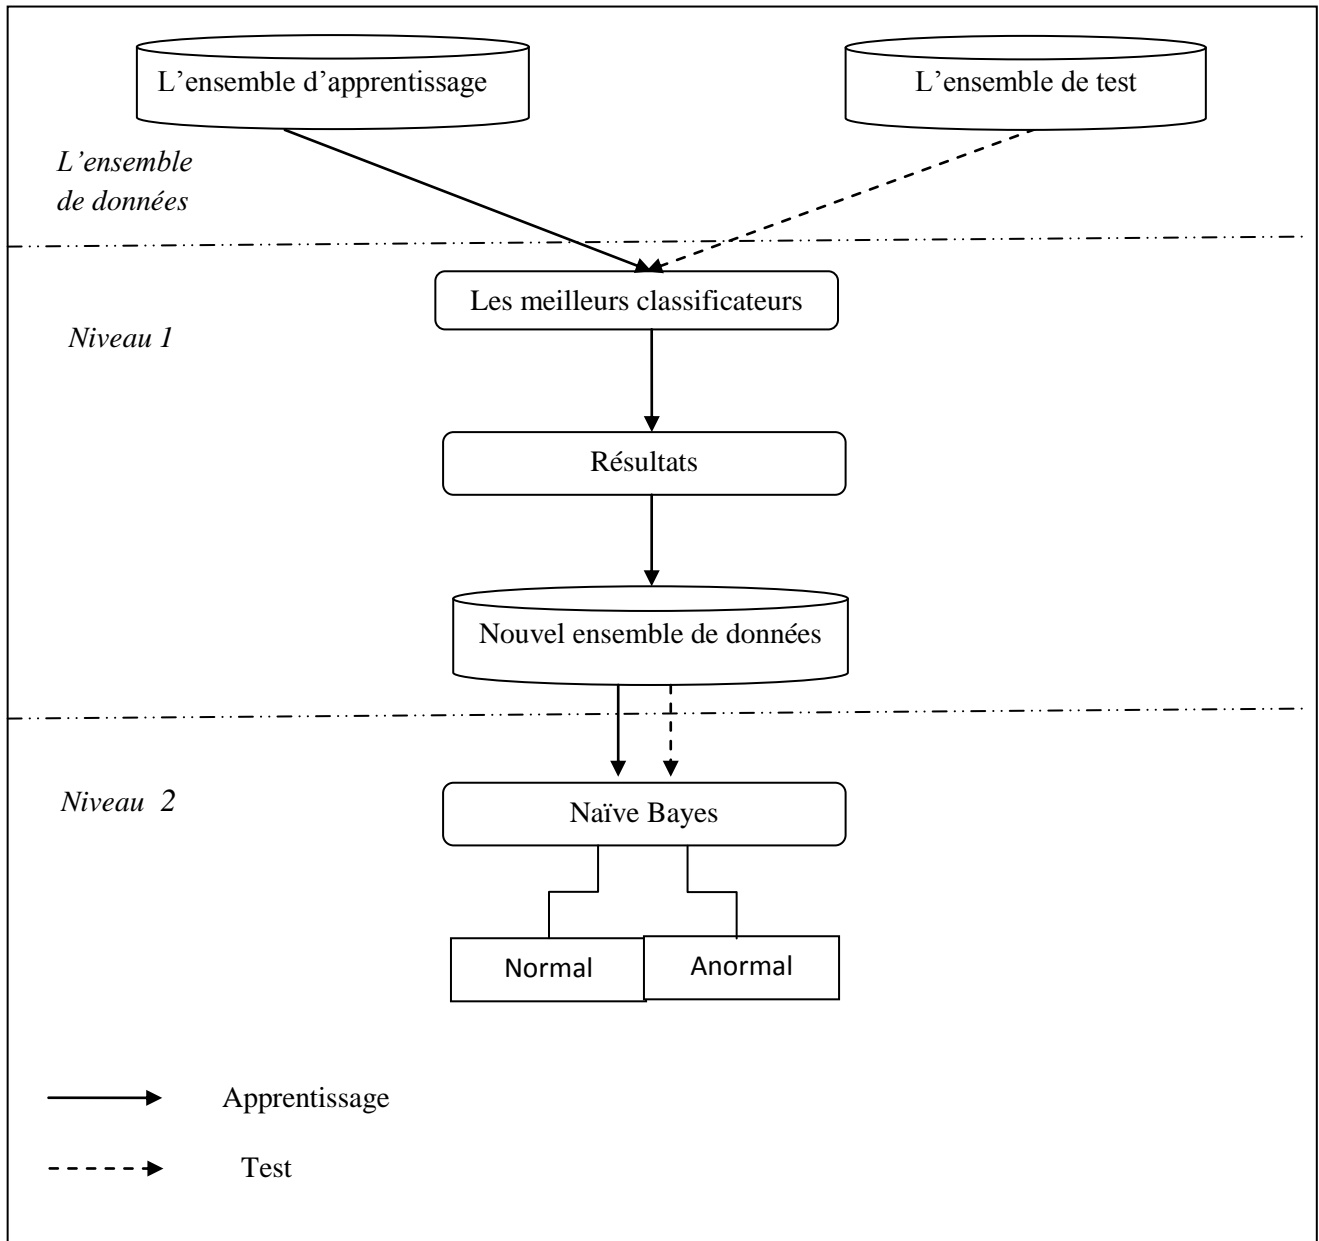 L’ensemble d’apprentissage
L’ensemble de test
L’ensemble
de données
Les meilleurs classificateurs
Niveau 1
Résultats
Nouvel ensemble de données
Niveau 2
Naïve Bayes
Normal
Anormal
Apprentissage
Test